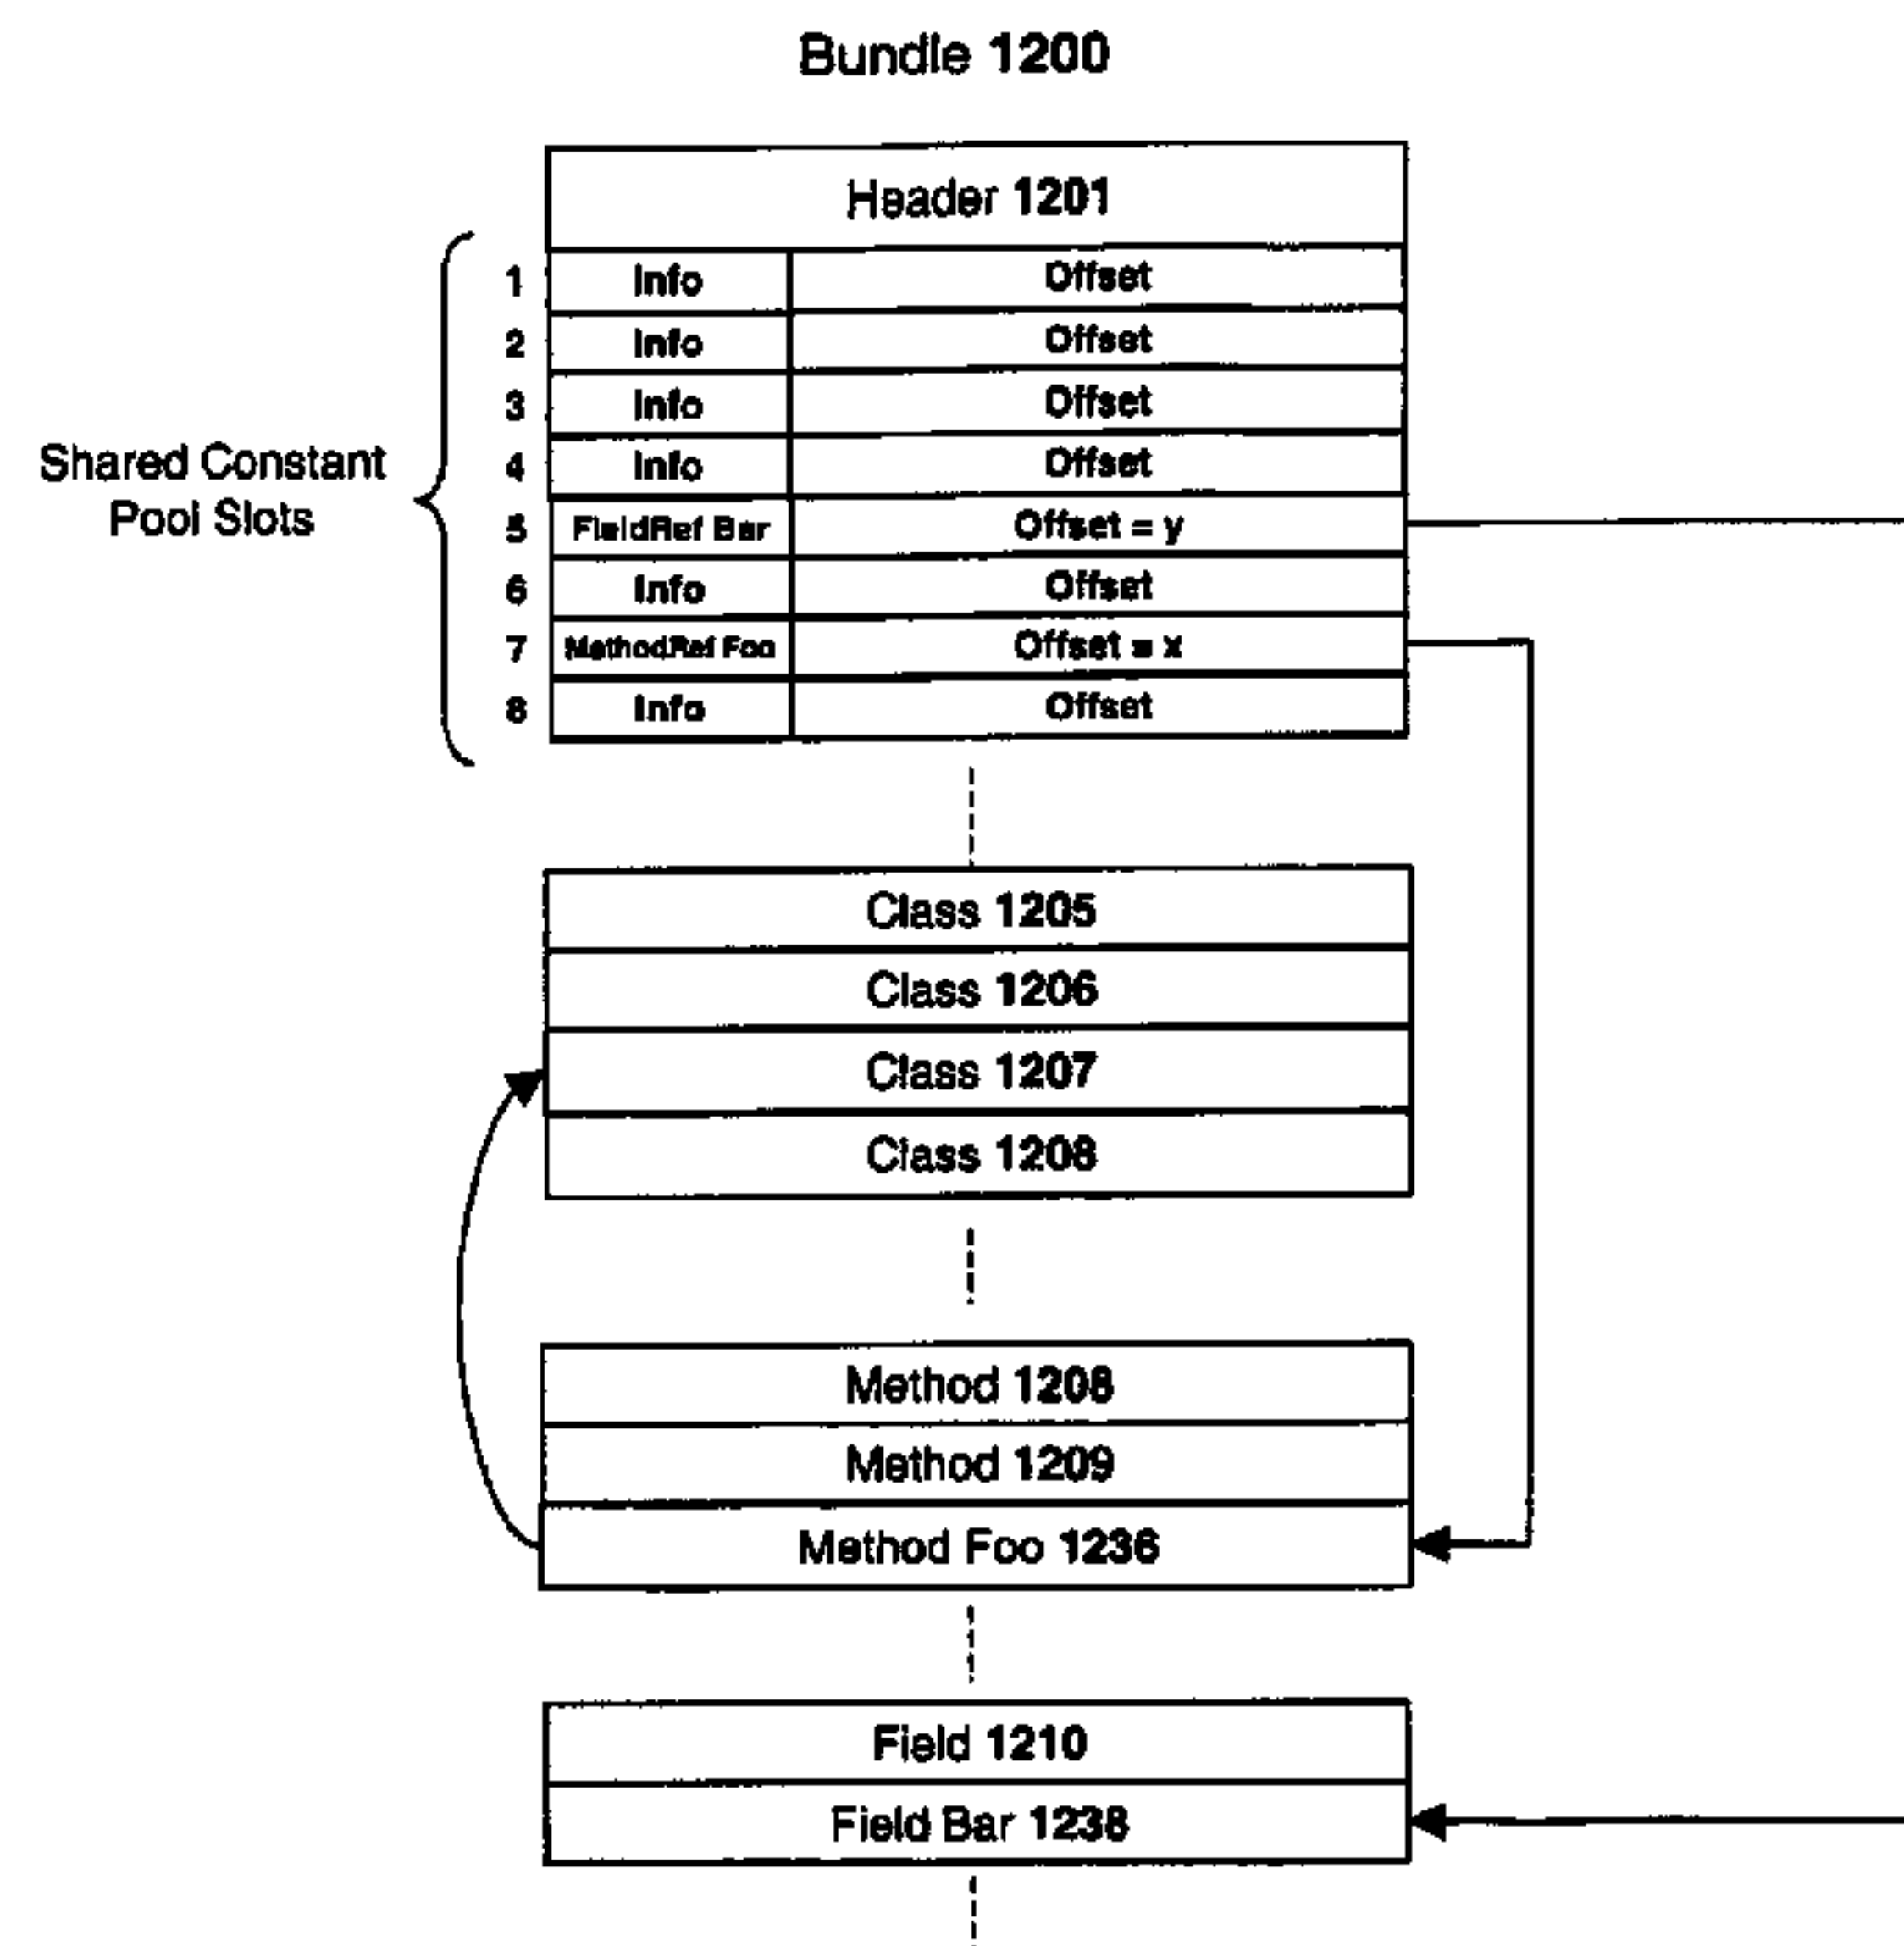 Bundle 1200
Header 1201
1 Info Offset
2 Info Offset
3 Info Offset
4 Info Offset
Shared Constant
Pool Slots
5 FieldRef Bar Offset = y
6 Info Offset
7 MethodRef Foo Offset = x
8 Info Offset
Class 1205
Class 1206
Class 1207
Class 1208
Method 1208
Method 1209
Method Foo 1236
Field 1210
Field Bar 1238